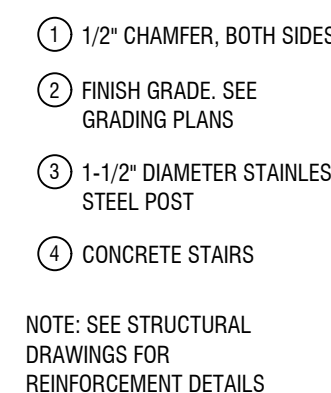 1 1/2" CHAMFER, BOTH SIDES
2 FINISH GRADE. SEE
GRADING PLANS
3 1-1/2" DIAMETER STAINLES
STEEL POST
4 CONCRETE STAIRS
NOTE: SEE STRUCTURAL
DRAWINGS FOR
REINFORCEMENT DETAILS